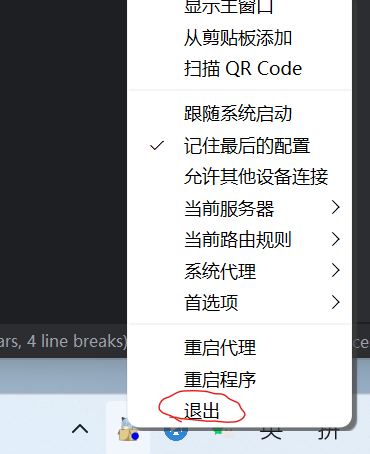 显示主窗口
从剪贴板添加
扫描 QR Code
跟随系统启动
记住最后的配置
允许其他设备连接
当前服务器
当前路由规则
系统代理
首选项
ars, 4 line breaks)
重启代理
重启程序
退出
英 拼